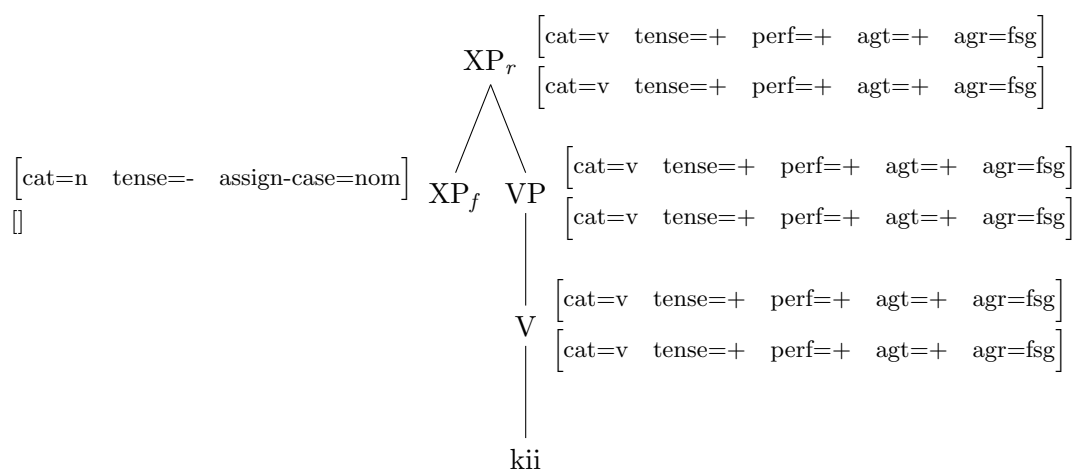 [cat=v tense=+ perf=+ agt=+ agr=fsg]
XP_r
[cat=v tense=+ perf=+ agt=+ agr=fsg]
[cat=n tense=- assign-case=nom]
[]
XP_f VP
[cat=v tense=+ perf=+ agt=+ agr=fsg]
[cat=v tense=+ perf=+ agt=+ agr=fsg]
[cat=v tense=+ perf=+ agt=+ agr=fsg]
V
[cat=v tense=+ perf=+ agt=+ agr=fsg]
kii